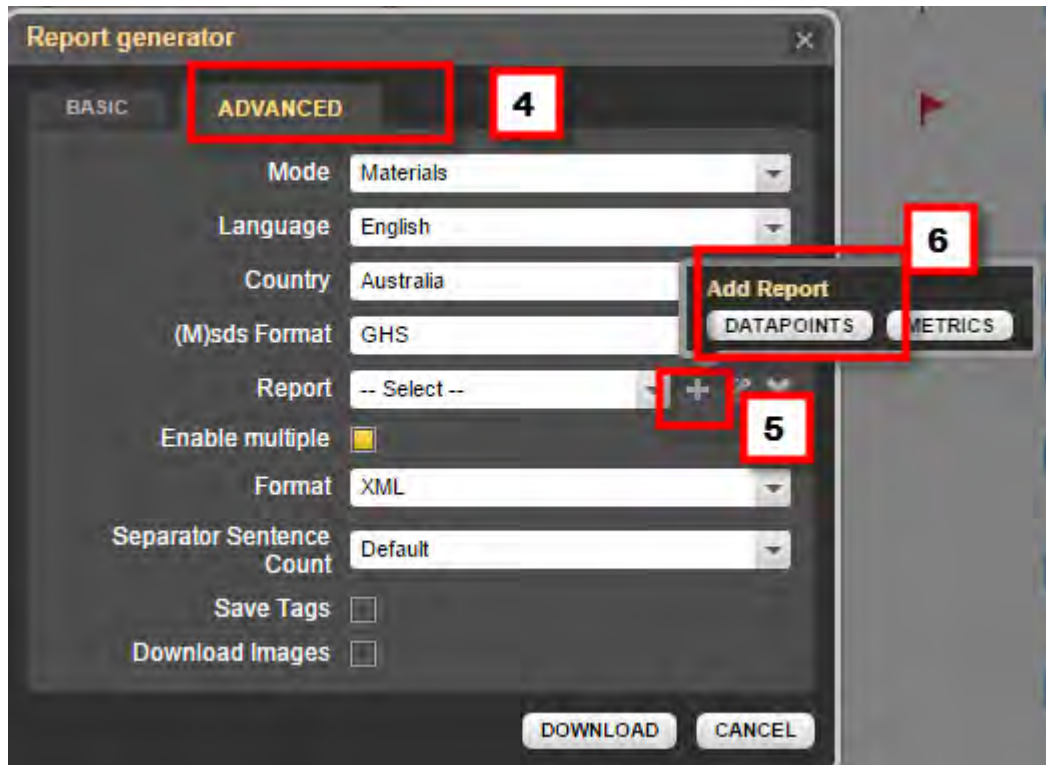 Report generator
BASIC ADVANCED 4
Mode Materials
Language English
6
Country Australia
Add Report
DATAPOINTS METRICS
(M)sds Format GHS
Report -- Select --
5
Enable multiple
Format XML
Separator Sentence
Count Default
Save Tags
Download Images
DOWNLOAD CANCEL